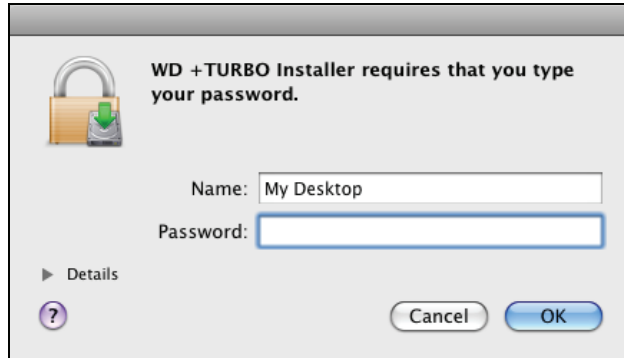 WD +TURBO Installer requires that you type
your password.
Name: My Desktop
Password:
Details
?
Cancel OK